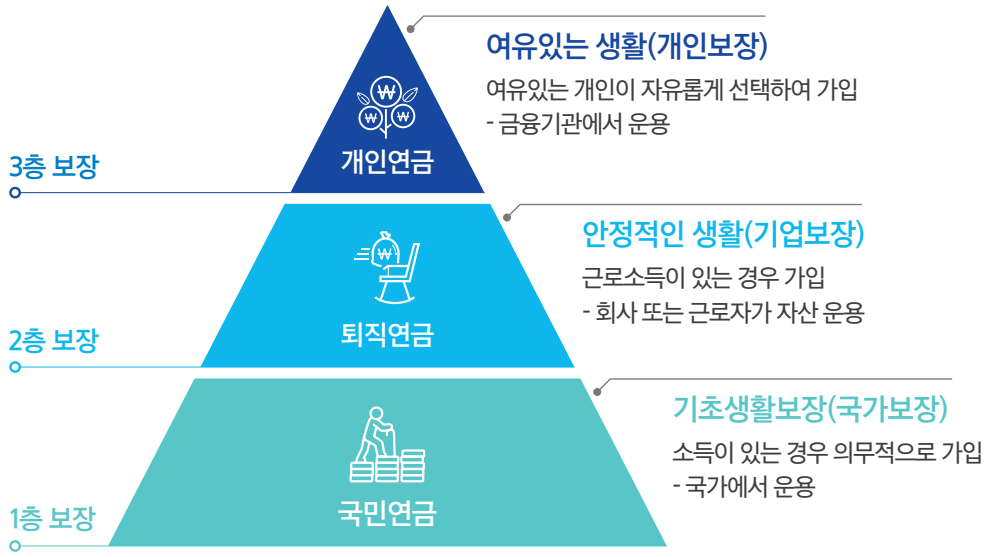 여유있는 생활(개인보장)
여유있는 개인이 자유롭게 선택하여 가입
- 금융기관에서 운용
₩
₩
₩
개인연금
3층 보장
안정적인 생활(기업보장)
근로소득이 있는 경우 가입
- 회사 또는 근로자가 자산 운용
₩
퇴직연금
2층 보장
기초생활보장(국가보장)
소득이 있는 경우 의무적으로 가입
- 국가에서 운용
국민연금
1층 보장